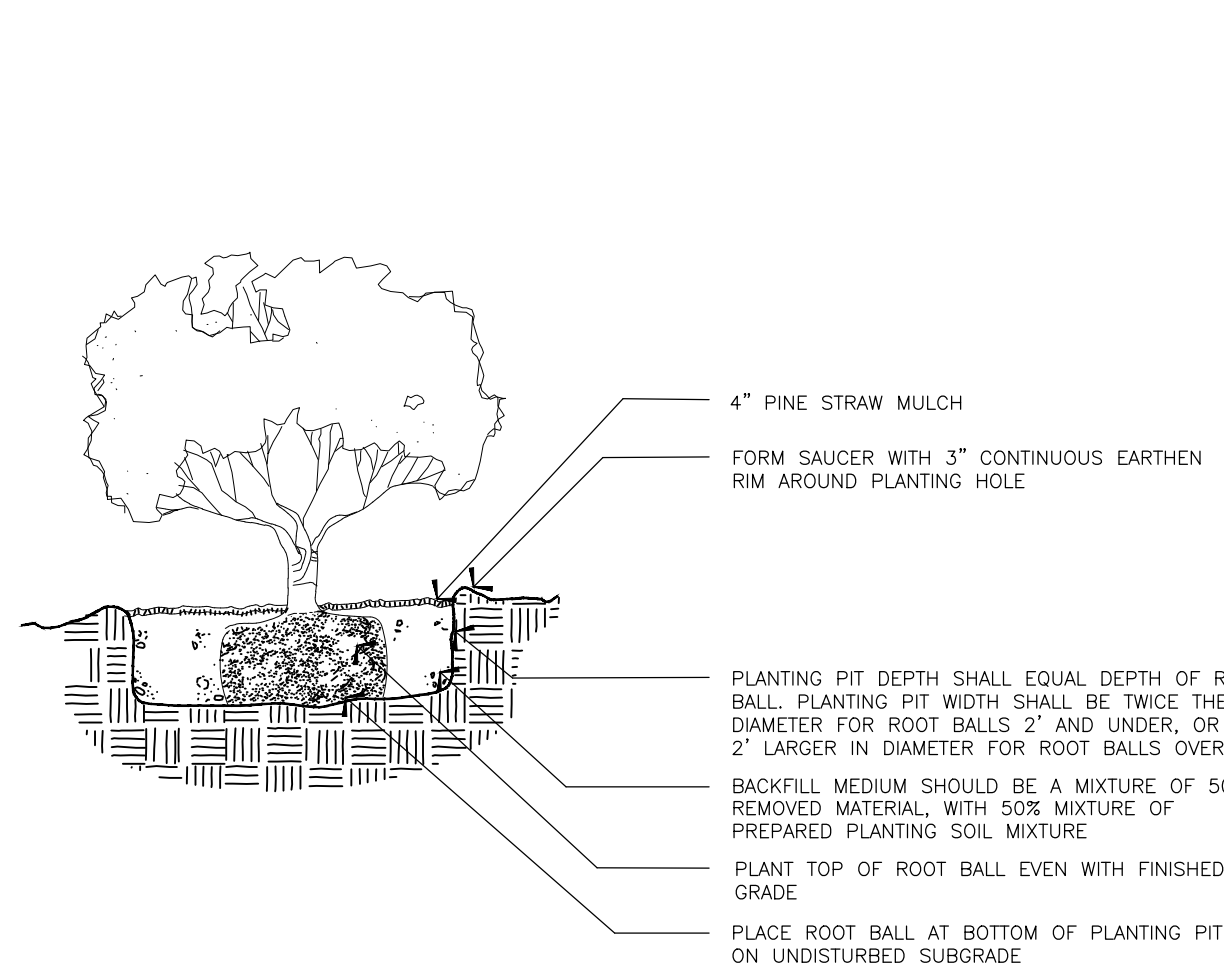 4” PINE STRAW MULCH
FORM SAUCER WITH 3” CONTINUOUS EARTHEN
RIM AROUND PLANTING HOLE
PLANTING PIT DEPTH SHALL EQUAL DEPTH OF
BALL. PLANTING PIT WIDTH SHALL BE TWICE THE
DIAMETER FOR ROOT BALLS 2’ AND UNDER, OR
2’ LARGER IN DIAMETER FOR ROOT BALLS OVER
BACKFILL MEDIUM SHOULD BE A MIXTURE OF
REMOVED MATERIAL, WITH 50% MIXTURE OF
PREPARED PLANTING SOIL MIXTURE
PLANT TOP OF ROOT BALL EVEN WITH FINISHED
GRADE
PLACE ROOT BALL AT BOTTOM OF PLANTING PIT
ON UNDISTURBED SUBGRADE